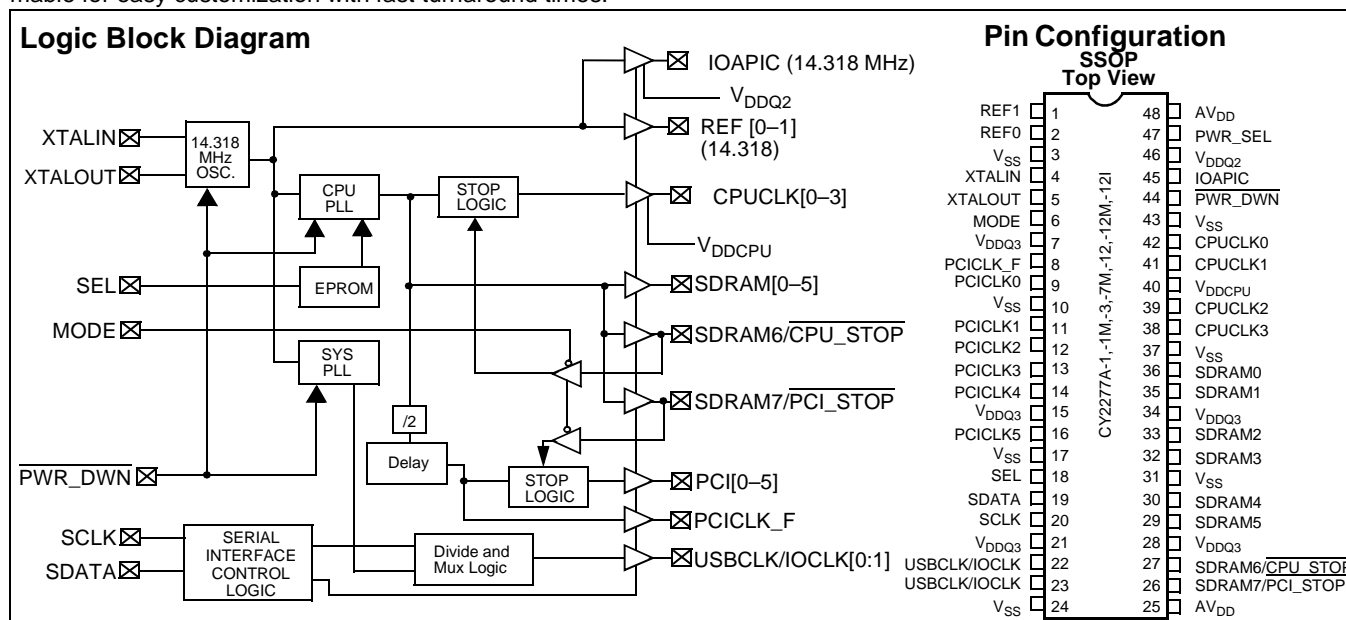 mable for easy customization with fast turnaround times.
Logic Block Diagram
XTALIN
XTALOUT
14.318
MHz
OSC.
CPU
PLL
STOP
LOGIC
SEL
EPROM
MODE
SYS
PLL
/2
Delay
STOP
LOGIC
PWR_DWN
SCLK
SDATA
SERIAL
INTERFACE
CONTROL
LOGIC
Divide and
Mux Logic
IOAPIC (14.318 MHz)
VDDQ2
REF [0–1]
(14.318)
CPUCLK[0–3]
VDDCPU
SDRAM[0–5]
SDRAM6/CPU_STOP
SDRAM7/PCI_STOP
PCI[0–5]
PCICLK_F
USBCLK/IOCLK[0:1]
Pin Configuration
SSOP
Top View
REF1 1 48 AVDD
REF0 2 47 PWR_SEL
VSS 3 46 VDDQ2
XTALIN 4 45 IOAPIC
XTALOUT 5 44 PWR_DWN
MODE 6 43 VSS
VDDQ3 7 42 CPUCLK0
PCICLK_F 8 41 CPUCLK1
PCICLK0 9 40 VDDCPU
VSS 10 39 CPUCLK2
PCICLK1 11 38 CPUCLK3
PCICLK2 12 37 VSS
PCICLK3 13 36 SDRAM0
PCICLK4 14 35 SDRAM1
VDDQ3 15 34 VDDQ3
PCICLK5 16 33 SDRAM2
VSS 17 32 SDRAM3
SEL 18 31 VSS
SDATA 19 30 SDRAM4
SCLK 20 29 SDRAM5
VDDQ3 21 28 VDDQ3
USBCLK/IOCLK 22 27 SDRAM6/CPU_STOP
USBCLK/IOCLK 23 26 SDRAM7/PCI_STOP
VSS 24 25 AVDD
CY2277A-1,-1M,-3,-7M,-12,-12M,-12I